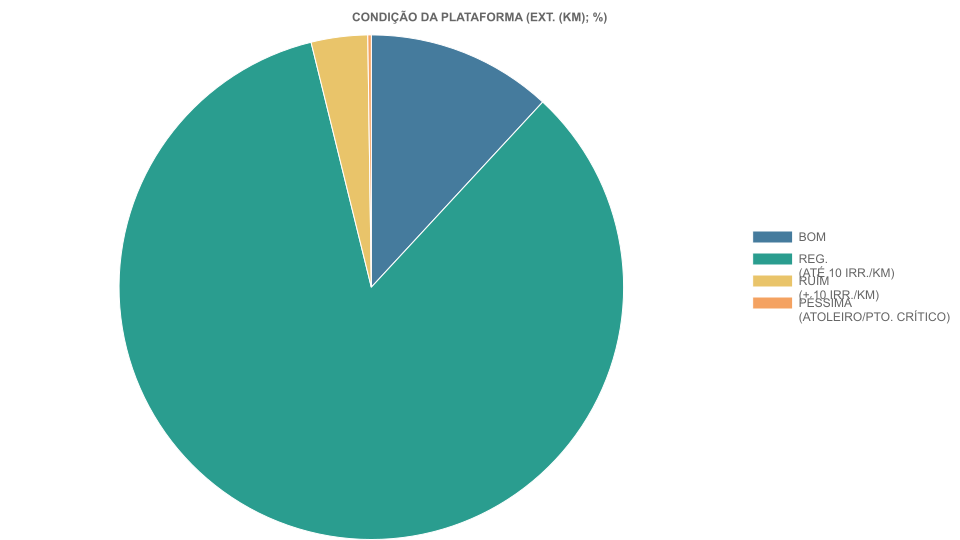 CONDIÇÃO DA PLATAFORMA (EXT. (KM); %)
BOM
REG.
(ATÉ 10 IRR./KM)
RUIM
(+ 10 IRR./KM)
PÉSSIMA
(ATOLEIRO/PTO. CRÍTICO)